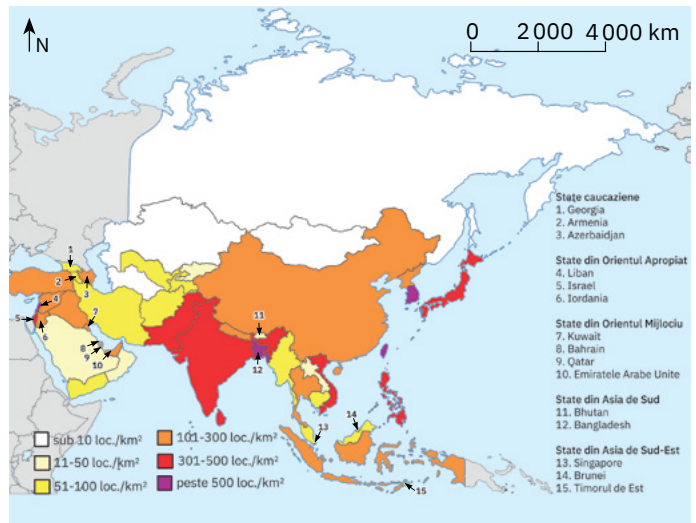 N
0 2 000 4 000 km
State caucaziene
1. Georgia
2. Armenia
3. Azerbaidjan
State din Orientul Apropiat
4. Liban
5. Israel
6. Iordania
State din Orientul Mijlociu
7. Kuwait
8. Bahrain
9. Qatar
10. Emiratele Arabe Unite
State din Asia de Sud
11. Bhutan
12. Bangladesh
State din Asia de Sud-Est
13. Singapore
14. Brunei
15. Timorul de Est
1
2
3
4
5
6
7
8
9
10
11
12
13
14
15
sub 10 loc./km²
11-50 loc./km²
51-100 loc./km²
101-300 loc./km²
301-500 loc./km²
peste 500 loc./km²